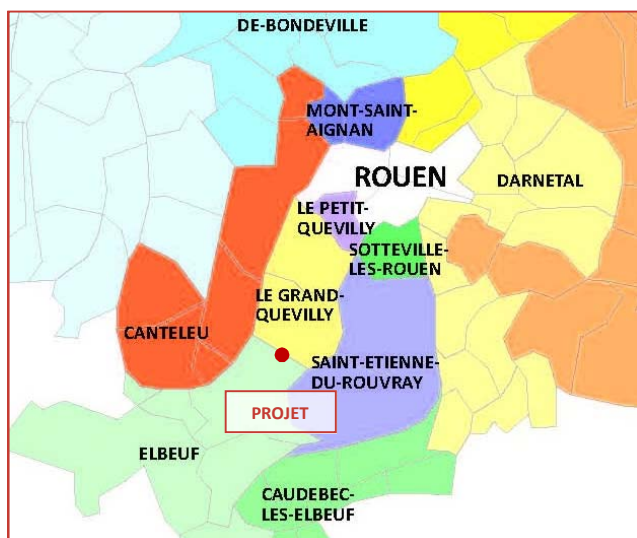 DE-BONDEVILLE
MONT-SAINT-
AIGNAN
ROUEN
DARNETAL
LE PETIT-
QUEVILLY
SOTTEVILLE-
LES-ROUEN
LE GRAND-
QUEVILLY
CANTELEU
SAINT-ETIENNE-
DU-ROUVRAY
PROJET
ELBEUF
CAUDEBEC-
LES-ELBEUF